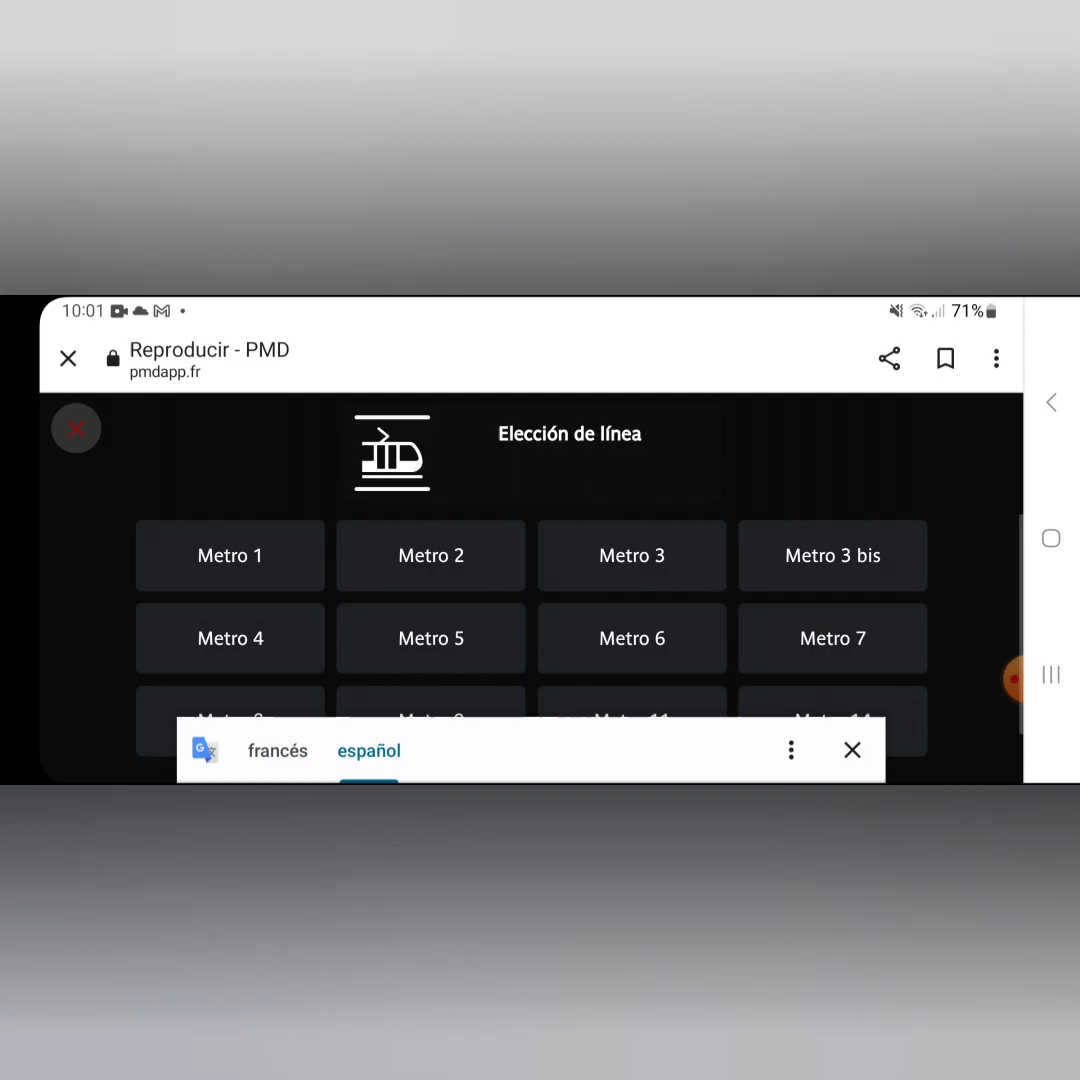 10:01 71%
Reproducir - PMD
pmdapp.fr
Elección de línea
Metro 1 Metro 2 Metro 3 Metro 3 bis
Metro 4 Metro 5 Metro 6 Metro 7
francés español